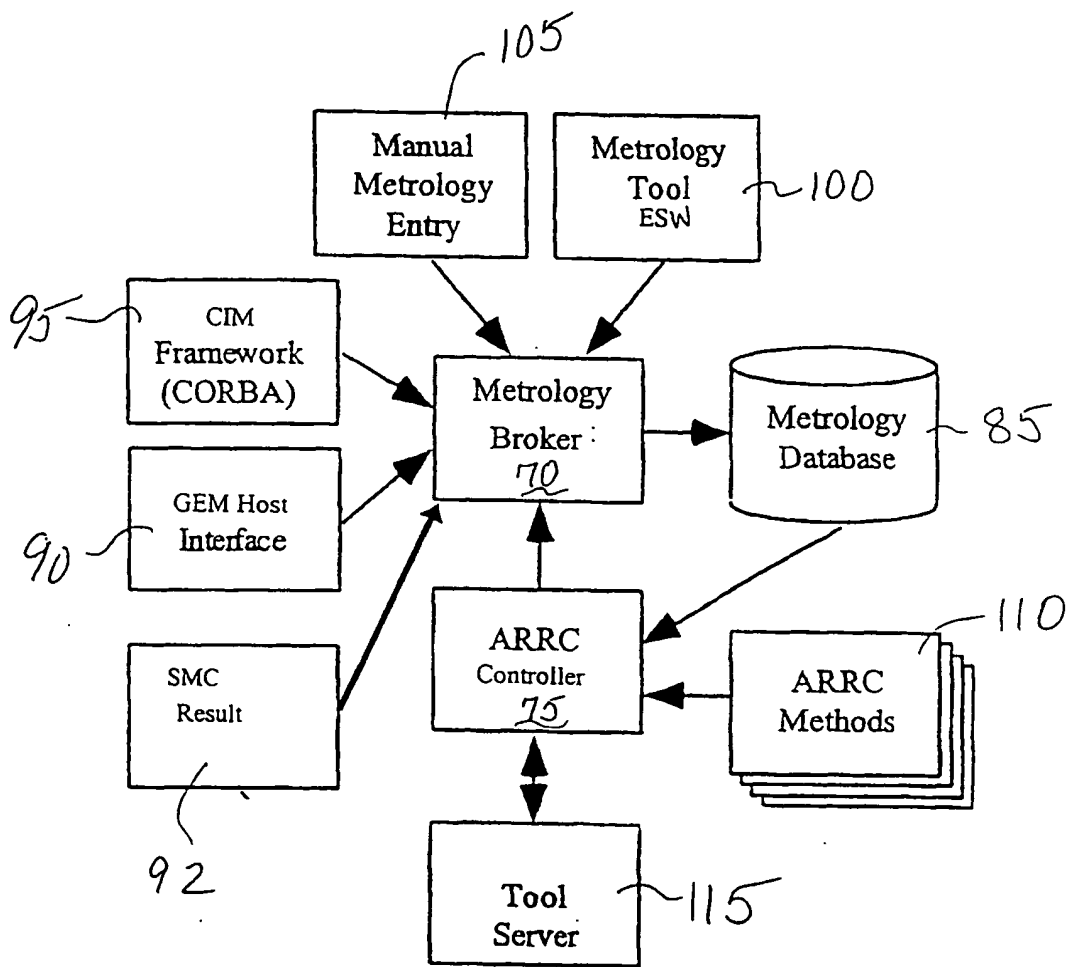 105
Manual
Metrology
Entry
Metrology
Tool
ESW
100
95
CIM
Framework
(CORBA)
Metrology
Broker
70
Metrology
Database
85
90
GEM Host
Interface
SMC
Result
92
ARRC
Controller
75
110
ARRC
Methods
Tool
Server
115